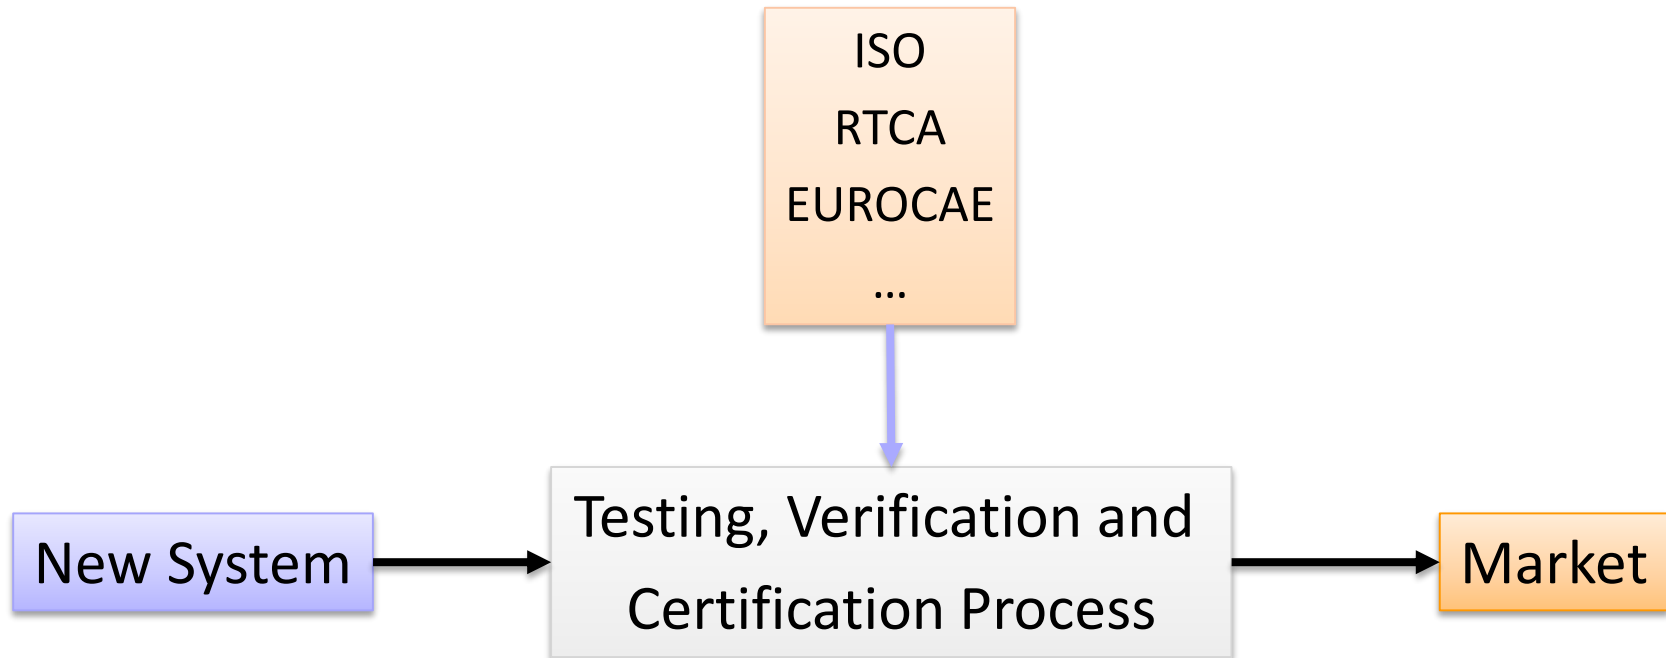 ISO
RTCA
EUROCAE
...
New System
Testing, Verification and
Certification Process
Market